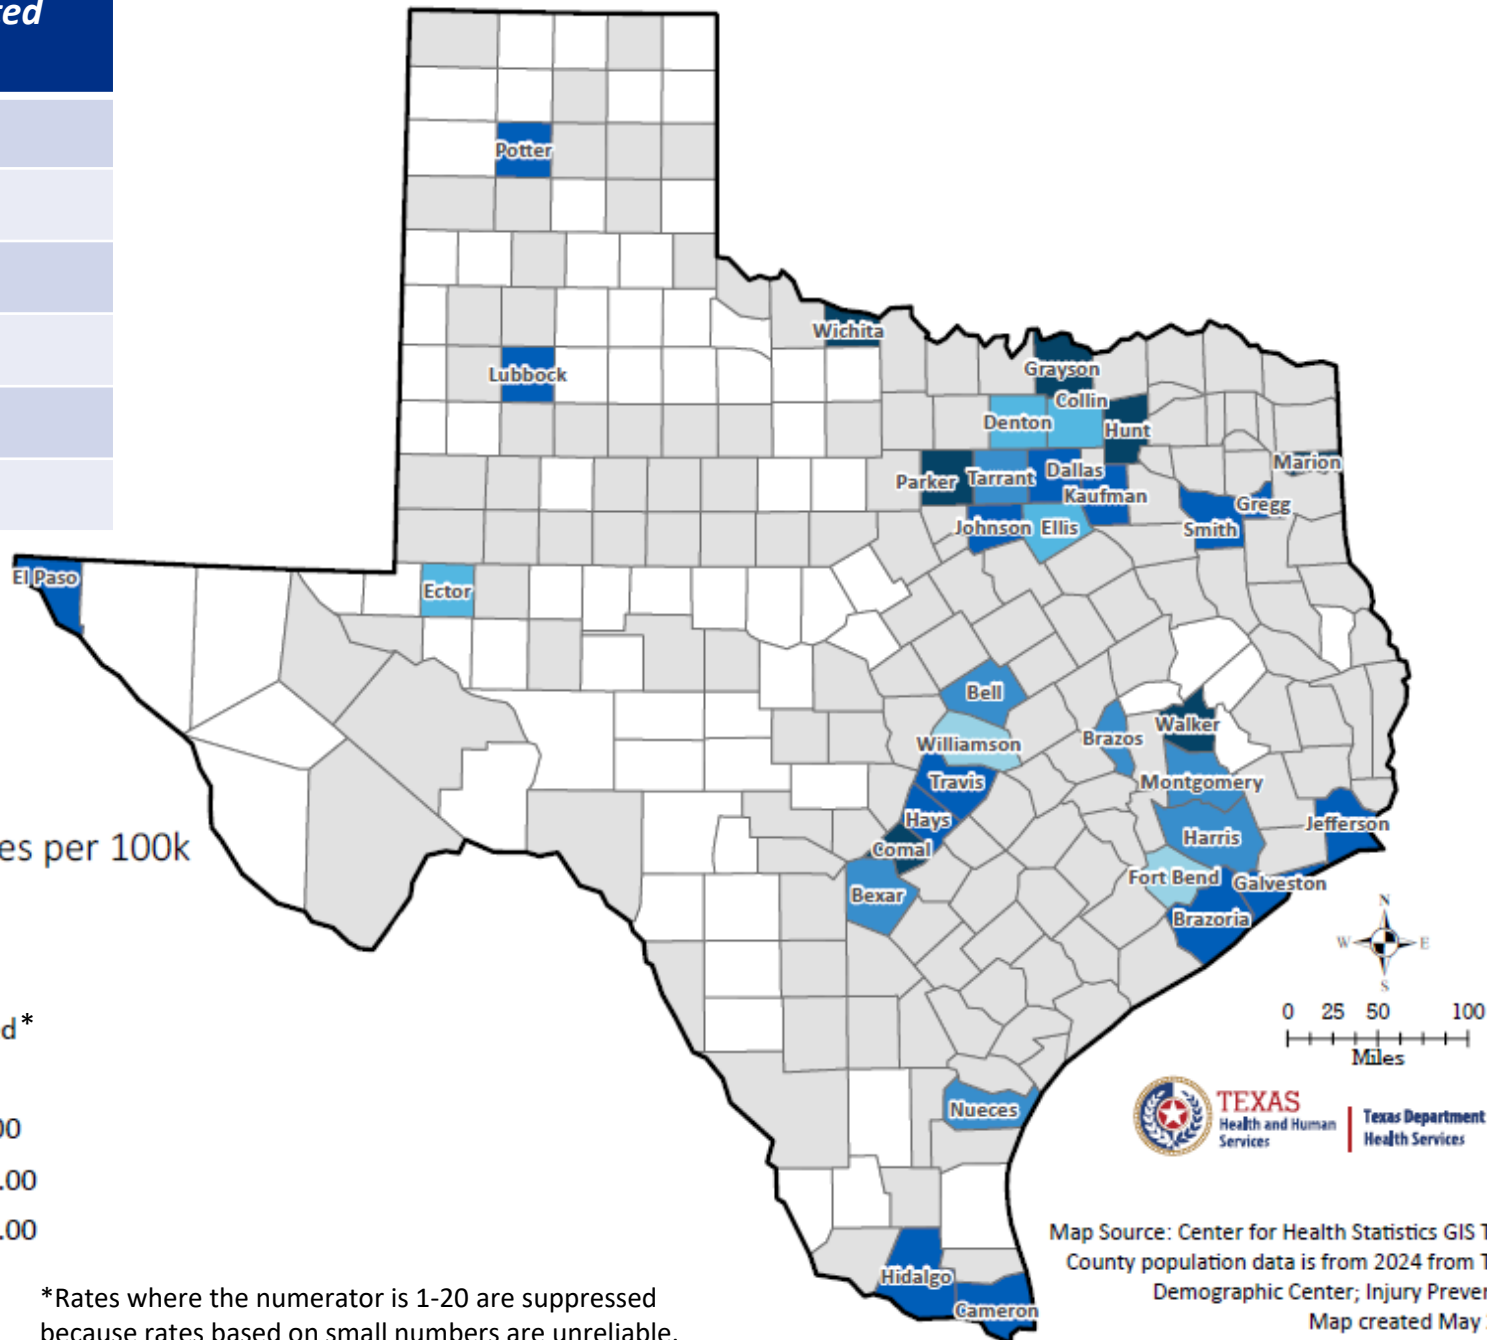 ted
Potter
Wichita
Grayson
Lubbock
Collin
Denton
Hunt
Marion
Parker
Tarrant
Dallas
Kaufman
Gregg
Johnson
Ellis
Smith
El Paso
Ector
Bell
Walker
Williamson
Brazos
Travis
Montgomery
Hays
Jefferson
Harris
Comal
es per 100k
Fort Bend
Galveston
Bexar
Brazoria
N
W
E
S
d*
0 25 50 100
Miles
Nueces
TEXAS
Health and Human
Services
Texas Department
Health Services
00
.00
.00
Map Source: Center for Health Statistics GIS T
County population data is from 2024 from T
Demographic Center; Injury Preve
Map created May
Hidalgo
Cameron
*Rates where the numerator is 1-20 are suppressed
because rates based on small numbers are unreliable.